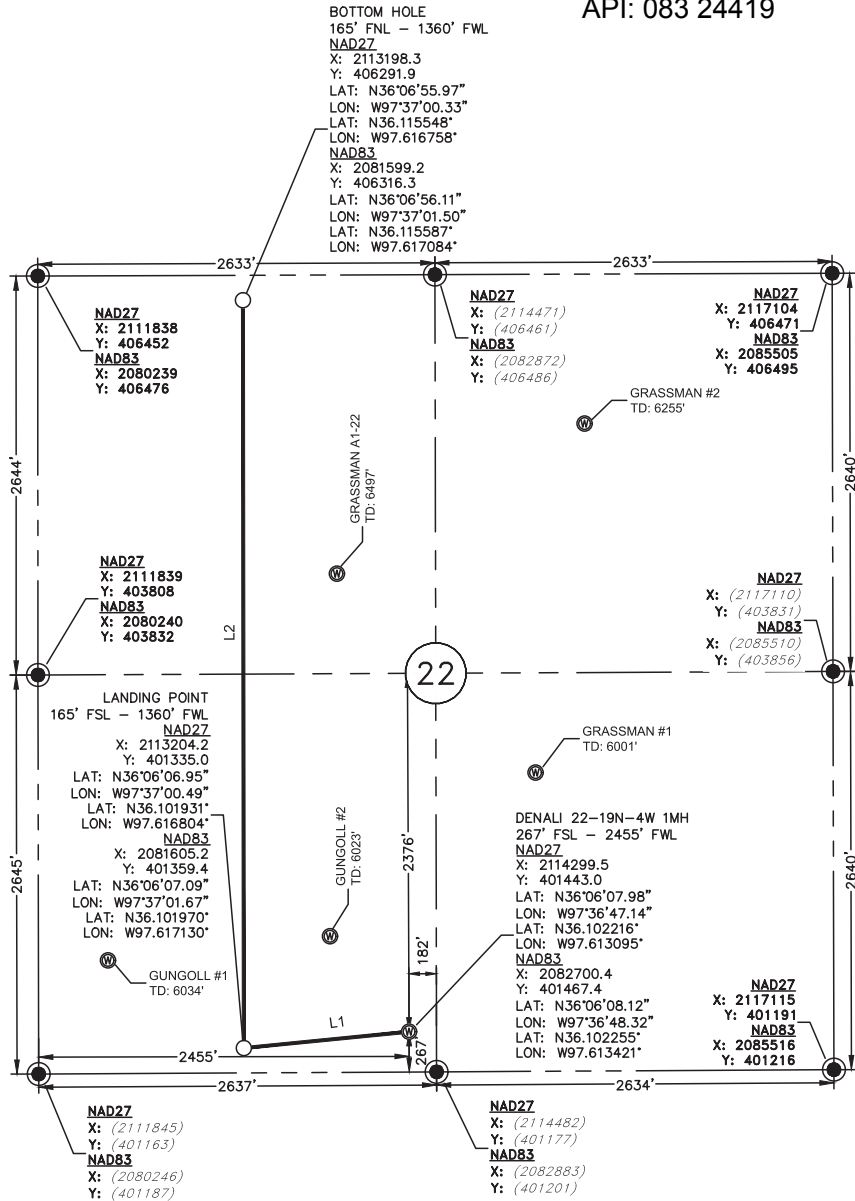 API: 083 24419
BOTTOM HOLE
165' FNL – 1360' FWL
NAD27
X: 2113198.3
Y: 406291.9
LAT: N36°06'55.97"
LON: W97°37'00.33"
LAT: N36.115548°
LON: W97.616758°
NAD83
X: 2081599.2
Y: 406316.3
LAT: N36°06'56.11"
LON: W97°37'01.50"
LAT: N36.115587°
LON: W97.617084°
2633'
2633'
NAD27
X: 2111838
Y: 406452
NAD83
X: 2080239
Y: 406476
NAD27
X: (2114471)
Y: (406461)
NAD83
X: (2082872)
Y: (406486)
NAD27
X: 2117104
Y: 406471
NAD83
X: 2085505
Y: 406495
GRASSMAN #2
TD: 6255'
GRASSMAN A1-22
TD: 6497'
2644'
2640'
NAD27
X: 2111839
Y: 403808
NAD83
X: 2080240
Y: 403832
NAD27
X: (2117110)
Y: (403831)
NAD83
X: (2085510)
Y: (403856)
L2
22
LANDING POINT
165' FSL – 1360' FWL
NAD27
X: 2113204.2
Y: 401335.0
LAT: N36°06'06.95"
LON: W97°37'00.49"
LAT: N36.101931°
LON: W97.616804°
NAD83
X: 2081605.2
Y: 401359.4
LAT: N36°06'07.09"
LON: W97°37'01.67"
LAT: N36.101970°
LON: W97.617130°
GRASSMAN #1
TD: 6001'
GUNGOLL #2
TD: 6023'
2376'
DENALI 22–19N–4W 1MH
267' FSL – 2455' FWL
NAD27
X: 2114299.5
Y: 401443.0
LAT: N36°06'07.98"
LON: W97°36'47.14"
LAT: N36.102216°
LON: W97.613095°
NAD83
X: 2082700.4
Y: 401467.4
LAT: N36°06'08.12"
LON: W97°36'48.32"
LAT: N36.102255°
LON: W97.613421°
2645'
2640'
182'
GUNGOLL #1
TD: 6034'
NAD27
X: 2117115
Y: 401191
NAD83
X: 2085516
Y: 401216
L1
267'
2455'
2637'
2634'
NAD27
X: (2111845)
Y: (401163)
NAD83
X: (2080246)
Y: (401187)
NAD27
X: (2114482)
Y: (401177)
NAD83
X: (2082883)
Y: (401201)
W
W
W
W
W
W